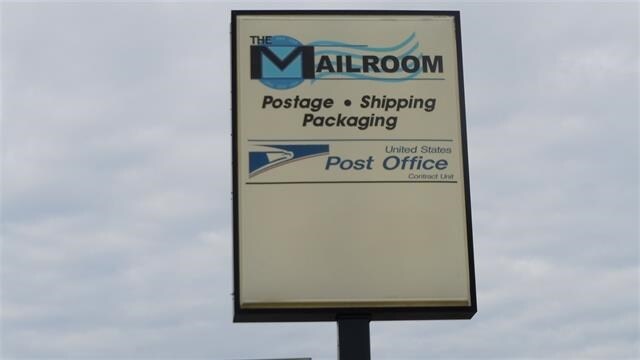 THE
MAILROOM
Postage • Shipping
Packaging
United States
Post Office
Contract Unit